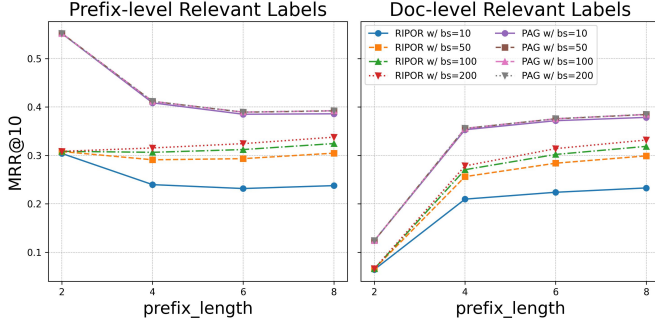 Prefix-level Relevant Labels
Doc-level Relevant Labels
MRR@10
0.5
0.4
0.3
0.2
0.1
2
4
6
8
prefix_length
RIPOR w/ bs=10
RIPOR w/ bs=50
RIPOR w/ bs=100
RIPOR w/ bs=200
PAG w/ bs=10
PAG w/ bs=50
PAG w/ bs=100
PAG w/ bs=200
2
4
6
8
prefix_length